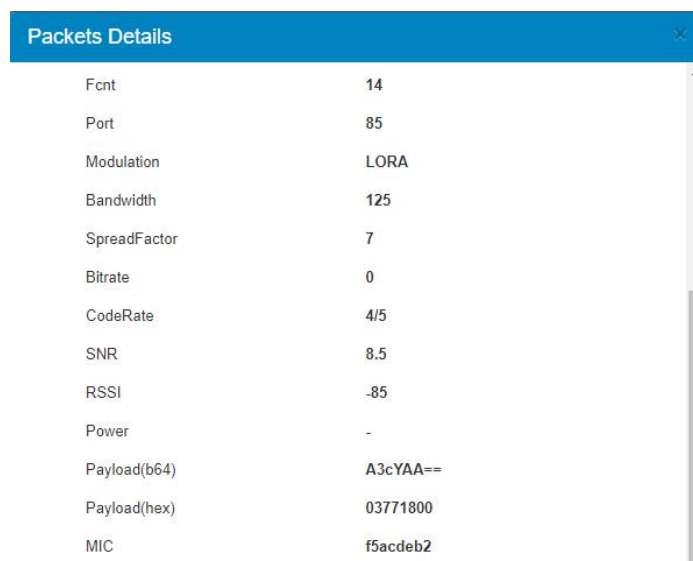 Packets Details ×
Fcnt 14
Port 85
Modulation LORA
Bandwidth 125
SpreadFactor 7
Bitrate 0
CodeRate 4/5
SNR 8.5
RSSI -85
Power -
Payload(b64) A3cYAA==
Payload(hex) 03771800
MIC f5acdeb2